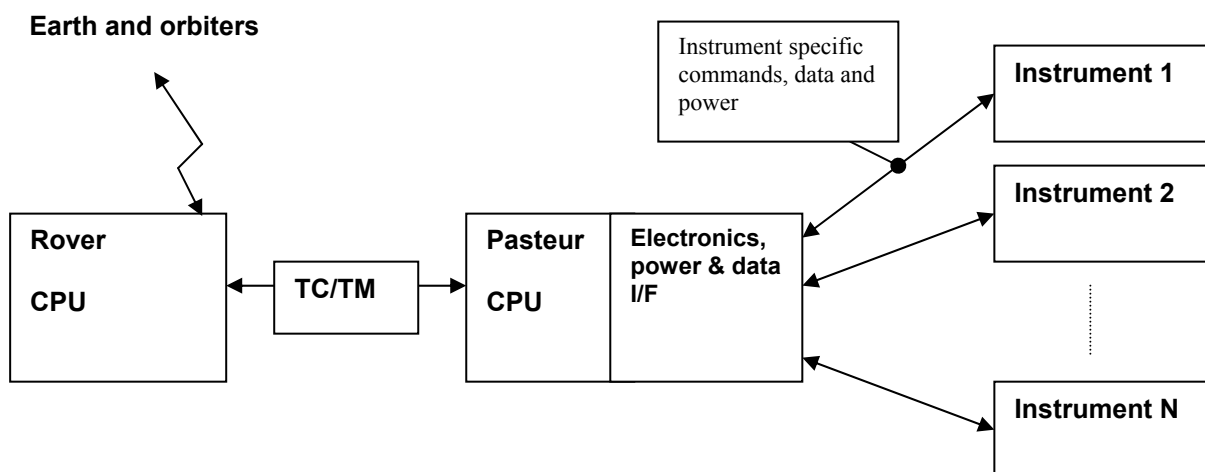 Earth and orbiters
Instrument specific
commands, data and
power
Instrument 1
Instrument 2
Rover
CPU
TC/TM
Pasteur
CPU
Electronics,
power & data
I/F
Instrument N